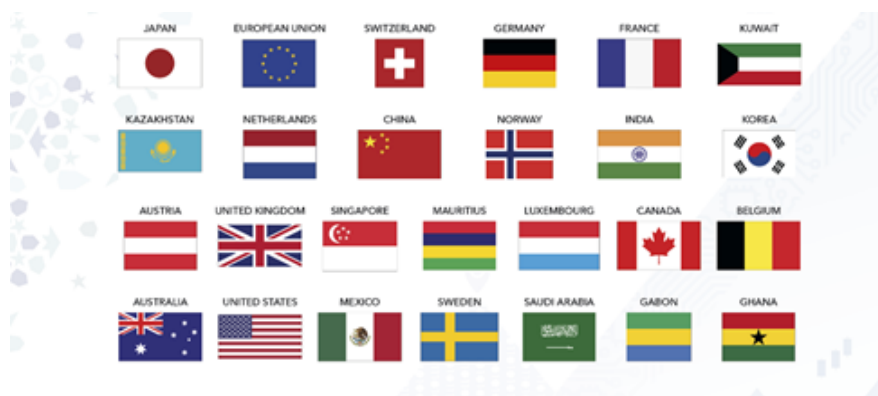 JAPAN EUROPEAN UNION SWITZERLAND GERMANY FRANCE KUWAIT
KAZAKHSTAN NETHERLANDS CHINA NORWAY INDIA KOREA
AUSTRIA UNITED KINGDOM SINGAPORE MAURITIUS LUXEMBOURG CANADA BELGIUM
AUSTRALIA UNITED STATES MEXICO SWEDEN SAUDI ARABIA GABON GHANA